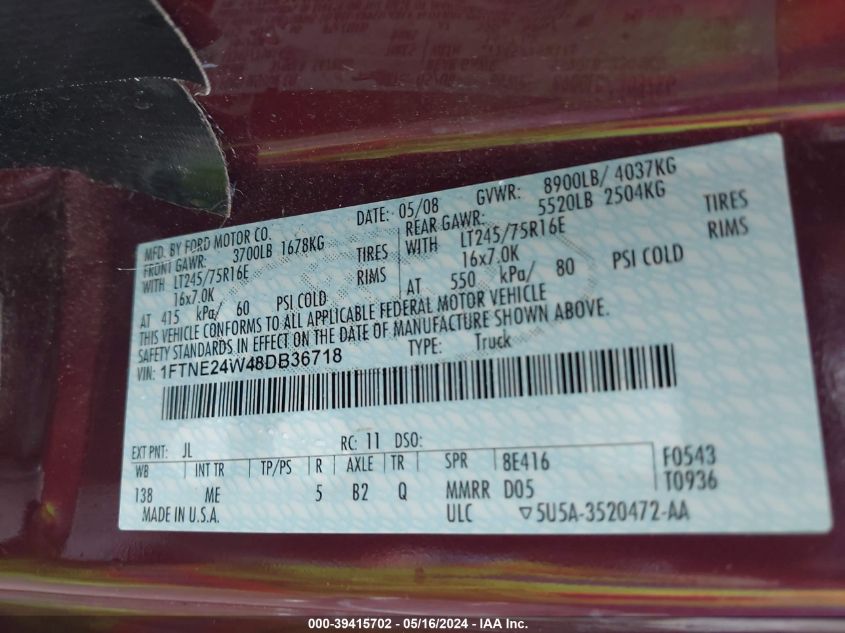 MFD. BY FORD MOTOR CO.
DATE: 05/08 GVWR: 8900LB/ 4037KG
FRONT GAWR: 3700LB 1678KG
REAR GAWR: 5520LB 2504KG
WITH LT245/75R16E TIRES
WITH LT245/75R16E TIRES
16x7.0K RIMS
16x7.0K RIMS
AT 415 kPa/ 60 PSI COLD
AT 550 kPa/ 80 PSI COLD
THIS VEHICLE CONFORMS TO ALL APPLICABLE FEDERAL MOTOR VEHICLE
SAFETY STANDARDS IN EFFECT ON THE DATE OF MANUFACTURE SHOWN ABOVE.
VIN: 1FTNE24W48DB36718 TYPE: Truck
EXT PNT: JL RC: 11 DSO:
WB INT TR TP/PS R AXLE TR SPR 8E416 F0543
138 ME 5 B2 Q MMRR D05 T0936
MADE IN U.S.A. ULC ▽5U5A-3520472-AA
000-39415702 - 05/16/2024 - IAA Inc.